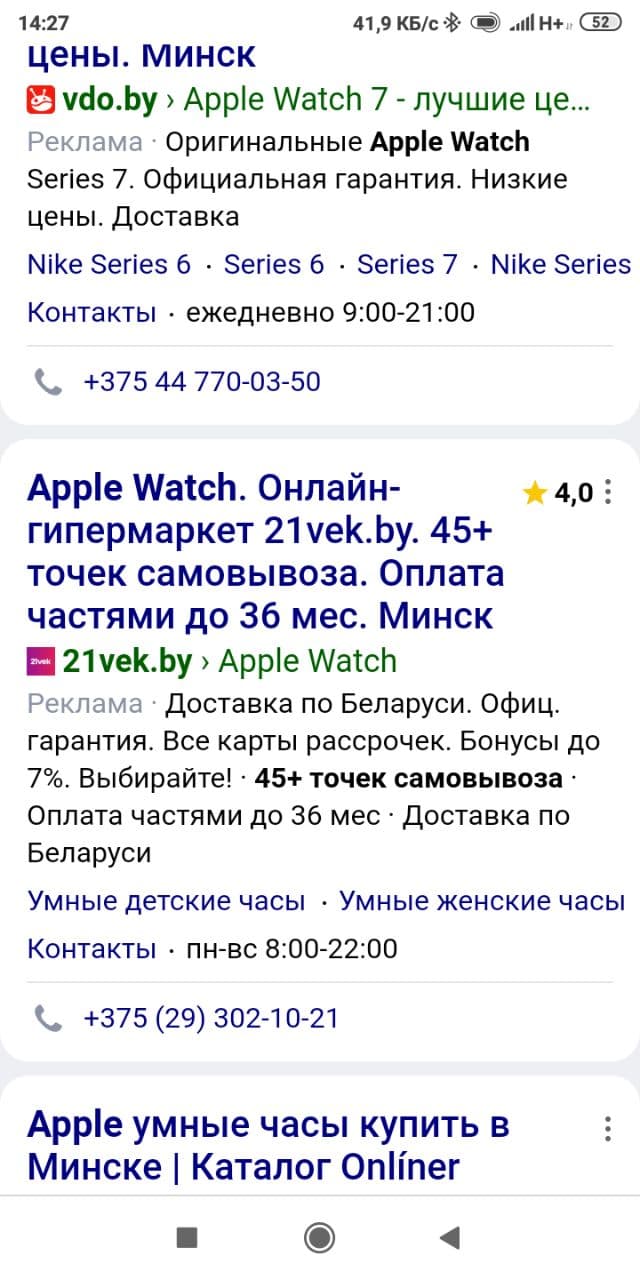 14:27 41,9 КБ/с H+ 52
цены. Минск
vdo.by › Apple Watch 7 - лучшие це...
Реклама · Оригинальные Apple Watch
Series 7. Официальная гарантия. Низкие
цены. Доставка
Nike Series 6 · Series 6 · Series 7 · Nike Series
Контакты · ежедневно 9:00-21:00
+375 44 770-03-50
Apple Watch. Онлайн-
гипермаркет 21vek.by. 45+
точек самовывоза. Оплата
частями до 36 мес. Минск
4,0
21vek 21vek.by › Apple Watch
Реклама · Доставка по Беларуси. Офиц.
гарантия. Все карты рассрочек. Бонусы до
7%. Выбирайте! · 45+ точек самовывоза ·
Оплата частями до 36 мес · Доставка по
Беларуси
Умные детские часы · Умные женские часы
Контакты · пн-вс 8:00-22:00
+375 (29) 302-10-21
Apple умные часы купить в
Минске | Каталог Onlíner